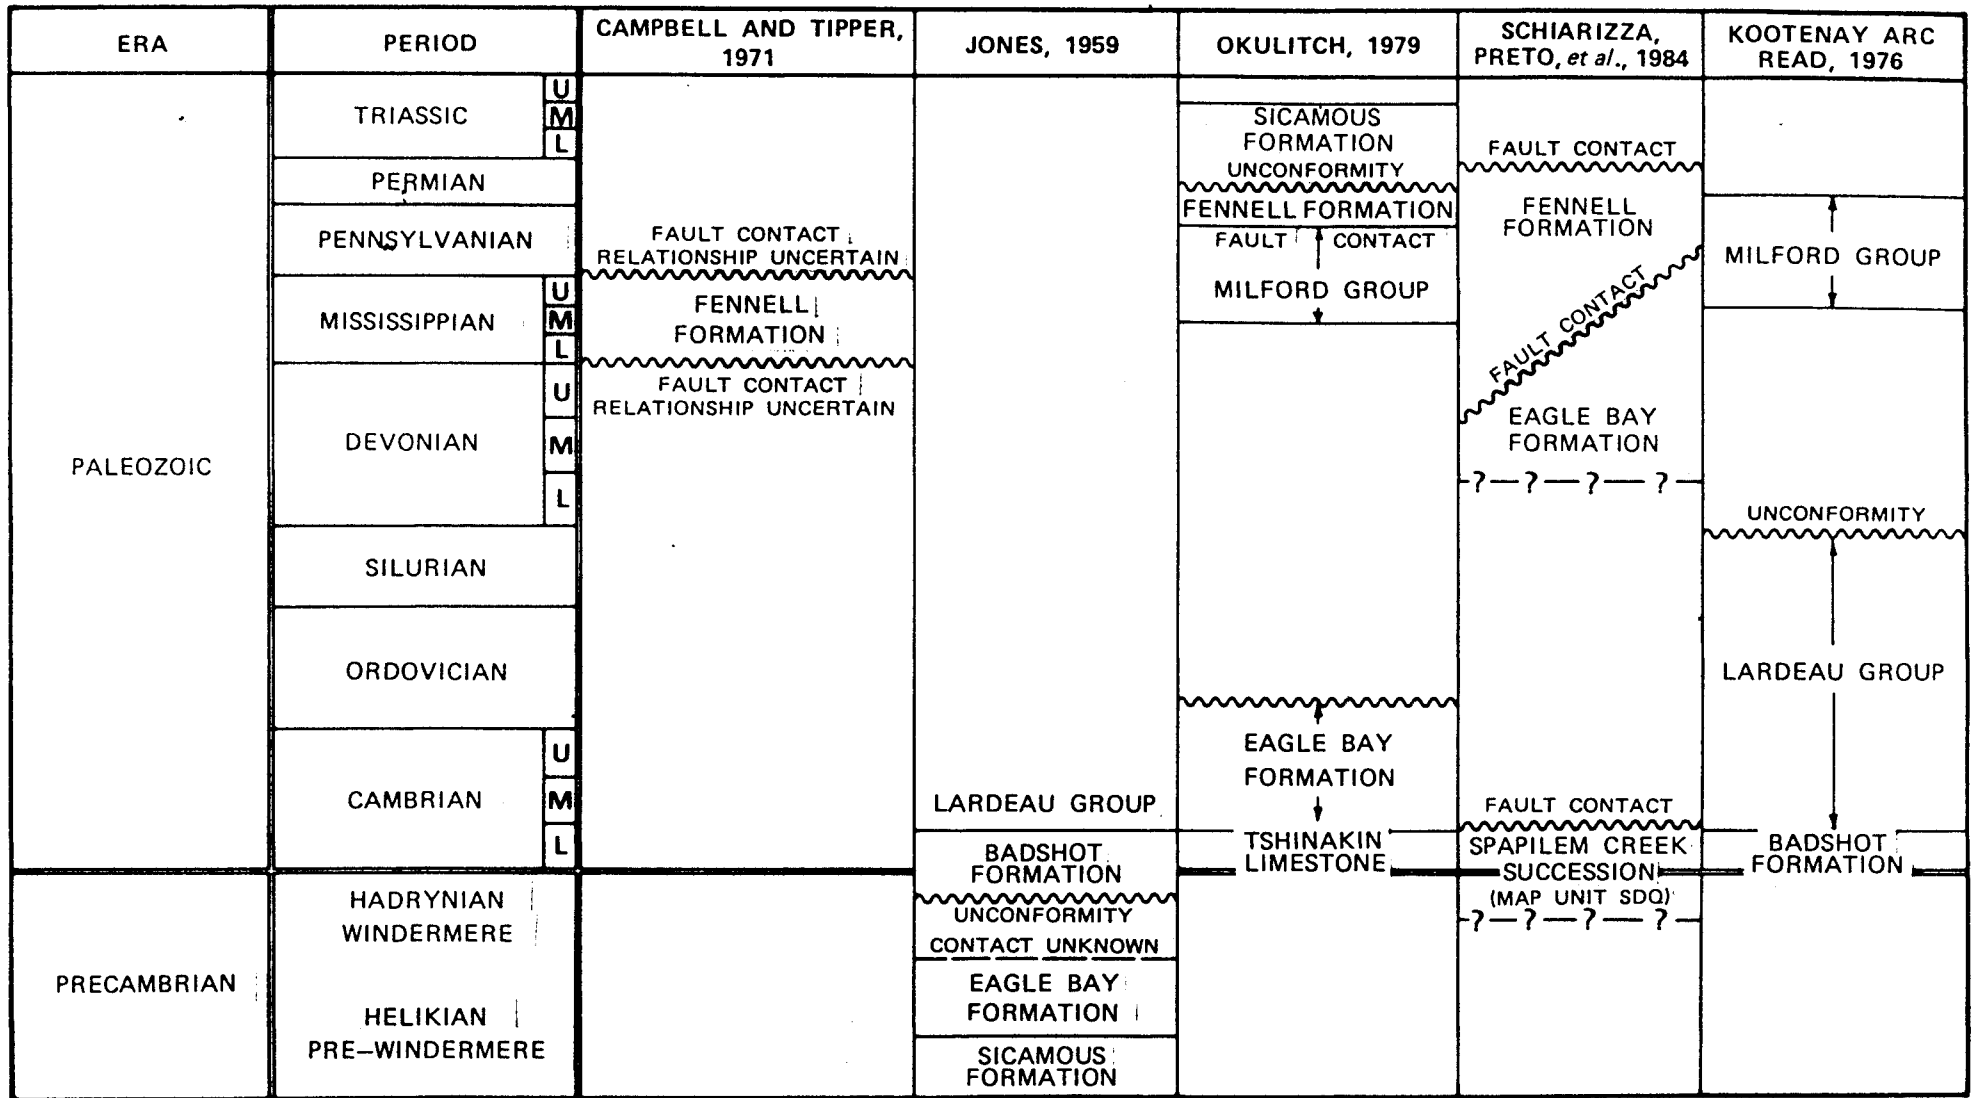 ERA
PERIOD
CAMPBELL AND TIPPER,
1971
JONES, 1959
OKULITCH, 1979
SCHIARIZZA,
PRETO, et al., 1984
KOOTENAY ARC
READ, 1976
PALEOZOIC
PRECAMBRIAN
TRIASSIC
U
M
L
PERMIAN
PENNSYLVANIAN
MISSISSIPPIAN
U
M
L
DEVONIAN
U
M
L
SILURIAN
ORDOVICIAN
CAMBRIAN
U
M
L
HADRYNIAN
WINDERMERE
HELIKIAN
PRE–WINDERMERE
FAULT CONTACT
RELATIONSHIP UNCERTAIN
FENNELL
FORMATION
FAULT CONTACT
RELATIONSHIP UNCERTAIN
LARDEAU GROUP
BADSHOT
FORMATION
UNCONFORMITY
CONTACT UNKNOWN
EAGLE BAY
FORMATION
SICAMOUS
FORMATION
SICAMOUS
FORMATION
UNCONFORMITY
FENNELL FORMATION
FAULT CONTACT
MILFORD GROUP
EAGLE BAY
FORMATION
TSHINAKIN
LIMESTONE
FAULT CONTACT
FENNELL
FORMATION
FAULT CONTACT
EAGLE BAY
FORMATION
? — ? — ? — ?
FAULT CONTACT
SPAPILEM CREEK
SUCCESSION
(MAP UNIT SDQ)
? — ? — ? — ?
MILFORD GROUP
UNCONFORMITY
LARDEAU GROUP
BADSHOT
FORMATION